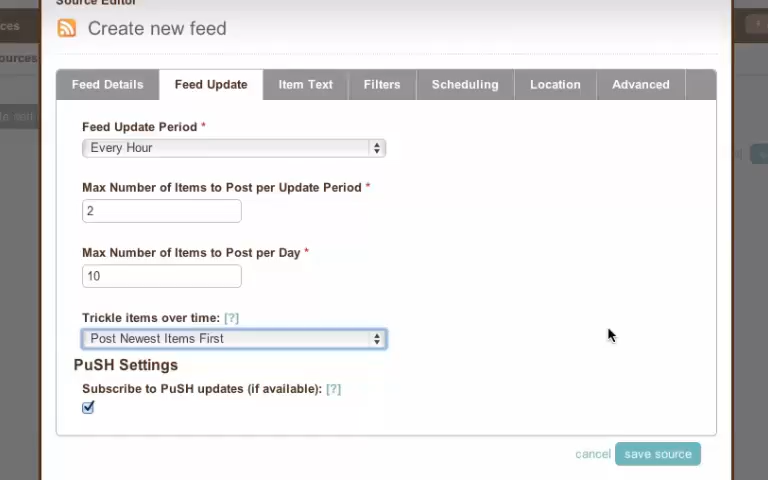 Source Editor
ces
Create new feed
ources
Feed Details Feed Update Item Text Filters Scheduling Location Advanced
Feed Update Period *
Every Hour
Max Number of Items to Post per Update Period *
2
Max Number of Items to Post per Day *
10
Trickle items over time: [?]
Post Newest Items First
PuSH Settings
Subscribe to PuSH updates (if available): [?]
cancel save source